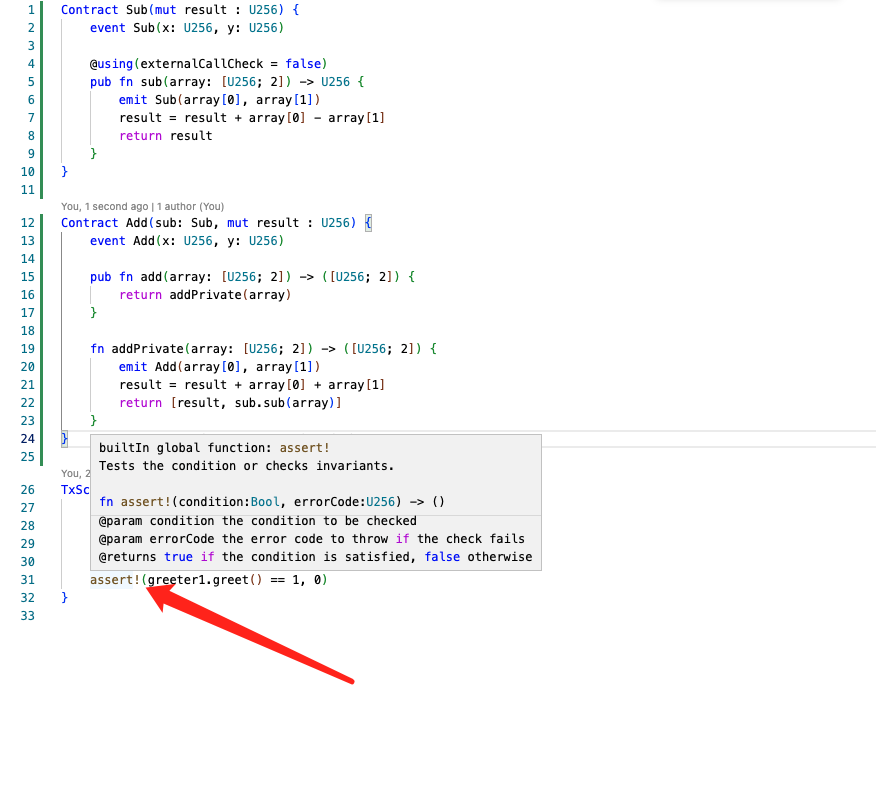 1 Contract Sub(mut result : U256) {
2 event Sub(x: U256, y: U256)
3
4 @using(externalCallCheck = false)
5 pub fn sub(array: [U256; 2]) -> U256 {
6 emit Sub(array[0], array[1])
7 result = result + array[0] - array[1]
8 return result
9 }
10 }
11
You, 1 second ago | 1 author (You)
12 Contract Add(sub: Sub, mut result : U256) {
13 event Add(x: U256, y: U256)
14
15 pub fn add(array: [U256; 2]) -> ([U256; 2]) {
16 return addPrivate(array)
17 }
18
19 fn addPrivate(array: [U256; 2]) -> ([U256; 2]) {
20 emit Add(array[0], array[1])
21 result = result + array[0] + array[1]
22 return [result, sub.sub(array)]
23 }
24 }
25
You, 2
26 TxSc
27
28
29
30
builtIn global function: assert!
Tests the condition or checks invariants.
fn assert!(condition:Bool, errorCode:U256) -> ()
@param condition the condition to be checked
@param errorCode the error code to throw if the check fails
@returns true if the condition is satisfied, false otherwise
31 assert!(greeter1.greet() == 1, 0)
32 }
33